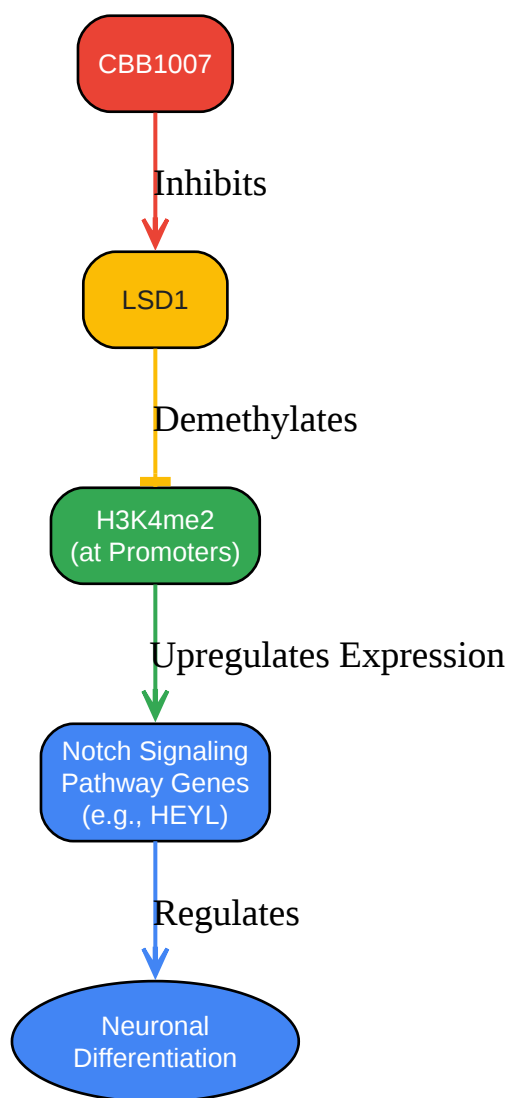 CBB1007
Inhibits
LSD1
Demethylates
H3K4me2
(at Promoters)
Upregulates Expression
Notch Signaling
Pathway Genes
(e.g., HEYL)
Regulates
Neuronal
Differentiation